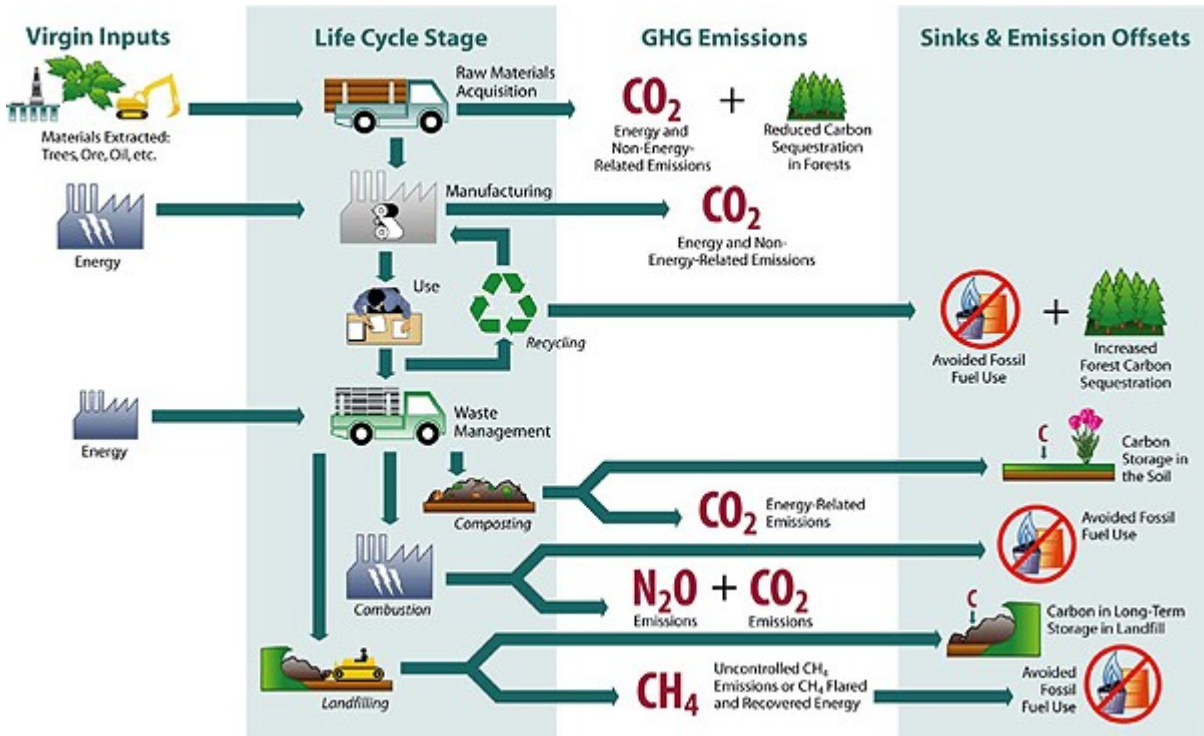 Virgin Inputs
Life Cycle Stage
GHG Emissions
Sinks & Emission Offsets
Materials Extracted:
Trees, Ore, Oil, etc.
Raw Materials
Acquisition
CO₂
Energy and
Non-Energy-
Related Emissions
+
Reduced Carbon
Sequestration
in Forests
Energy
Manufacturing
CO₂
Energy and Non-
Energy-Related Emissions
Use
Recycling
Avoided Fossil
Fuel Use
+
Increased
Forest Carbon
Sequestration
Energy
Waste
Management
Composting
C
Carbon
Storage in
the Soil
CO₂
Energy-Related
Emissions
Combustion
Avoided Fossil
Fuel Use
N₂O + CO₂
Emissions
Emissions
Landfilling
C
Carbon in Long-Term
Storage in Landfill
CH₄
Uncontrolled CH₄
Emissions or CH₄ Flared
and Recovered Energy
Avoided
Fossil
Fuel Use